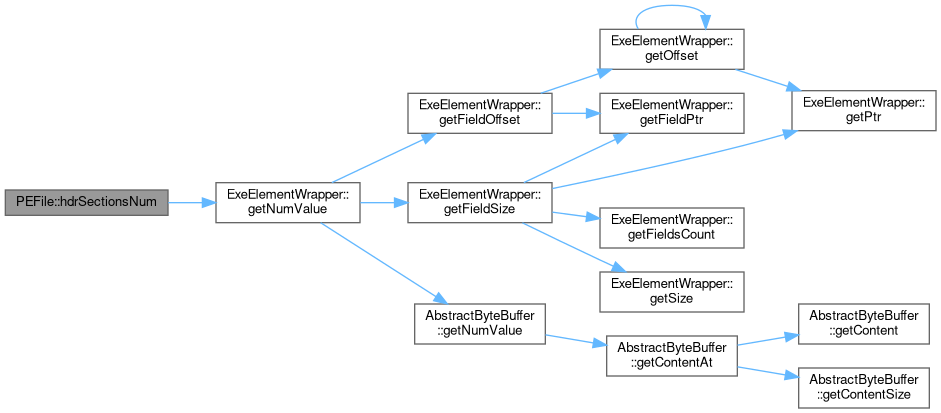 PEFile::hdrSectionsNum
ExeElementWrapper::
getNumValue
ExeElementWrapper::
getFieldOffset
ExeElementWrapper::
getFieldSize
AbstractByteBuffer
::getNumValue
ExeElementWrapper::
getOffset
ExeElementWrapper::
getFieldPtr
ExeElementWrapper::
getFieldsCount
ExeElementWrapper::
getSize
AbstractByteBuffer
::getContentAt
ExeElementWrapper::
getPtr
AbstractByteBuffer
::getContent
AbstractByteBuffer
::getContentSize